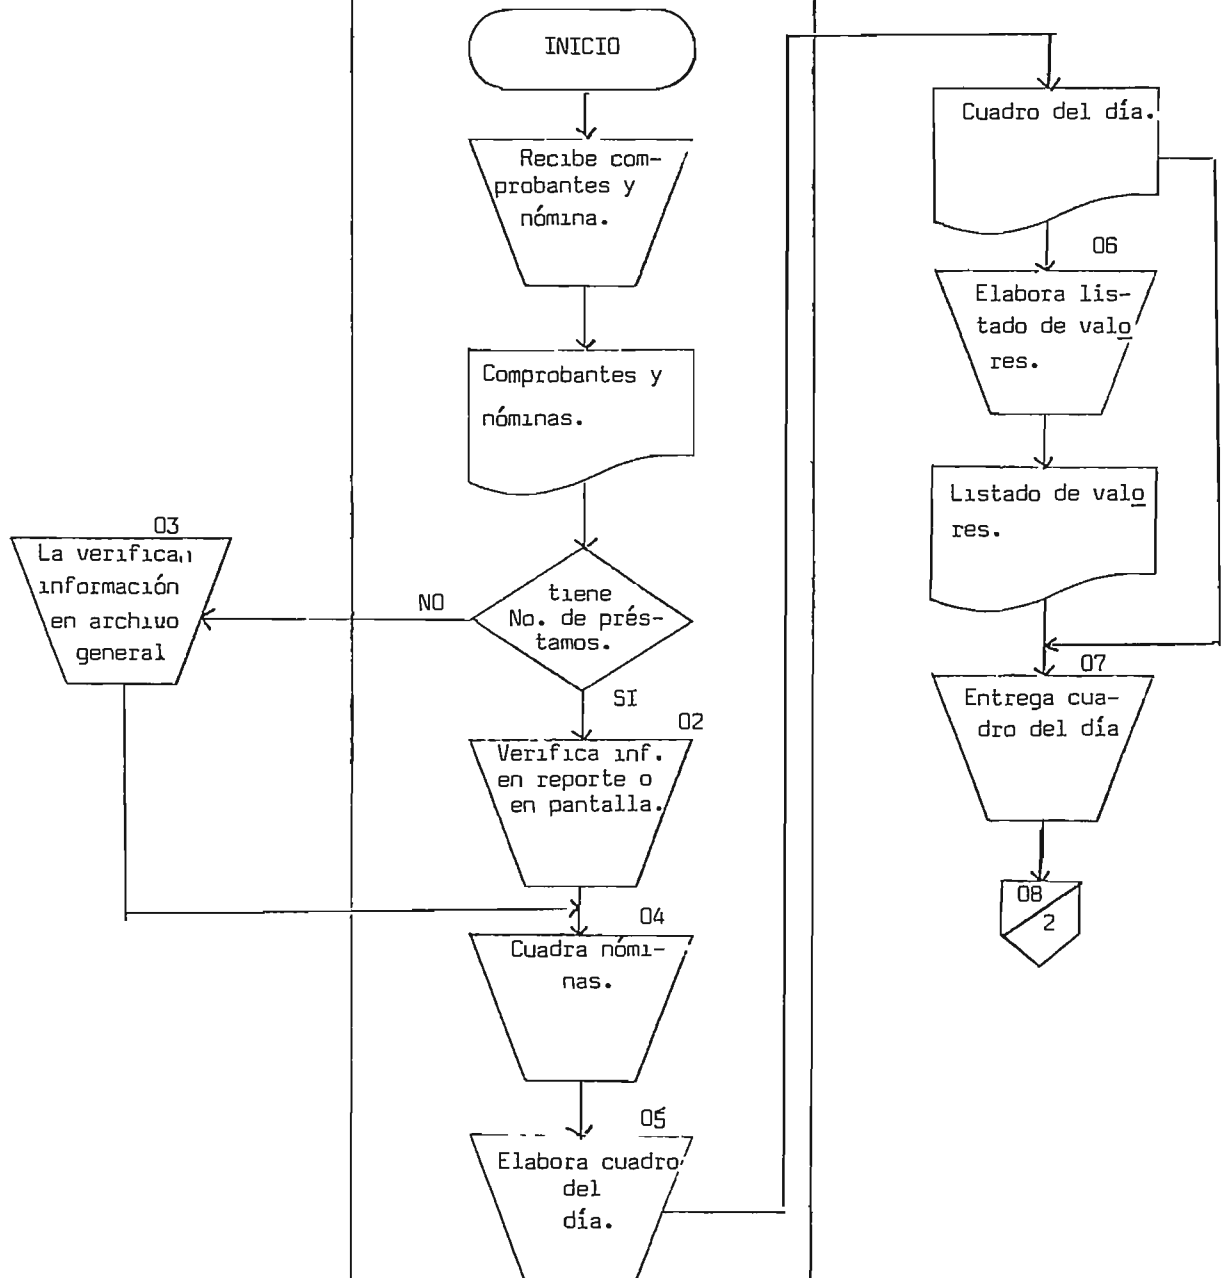 INICIO
Recibe com-
probantes y
nómina.
Comprobantes y
nóminas.
tiene
No. de prés-
tamos.
NO
SI
03
La verifican
información
en archivo
general
02
Verifica inf.
en reporte o
en pantalla.
04
Cuadra nómi-
nas.
05
Elabora cuadro
del
día.
Cuadro del día.
06
Elabora lis-
tado de valo
res.
Listado de valo
res.
07
Entrega cua-
dro del día
08
2